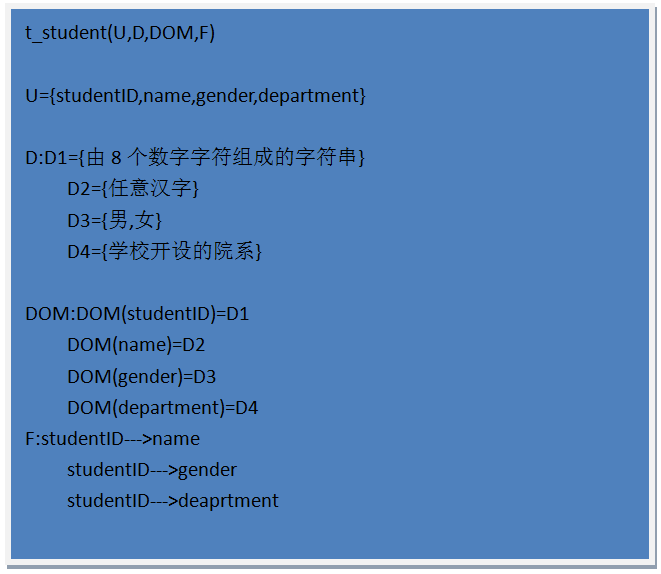 t_student(U,D,DOM,F)
U={studentID,name,gender,department}
D:D1={由 8 个数字字符组成的字符串}
D2={任意汉字}
D3={男,女}
D4={学校开设的院系}
DOM:DOM(studentID)=D1
DOM(name)=D2
DOM(gender)=D3
DOM(department)=D4
F:studentID--->name
studentID--->gender
studentID--->deaprtment